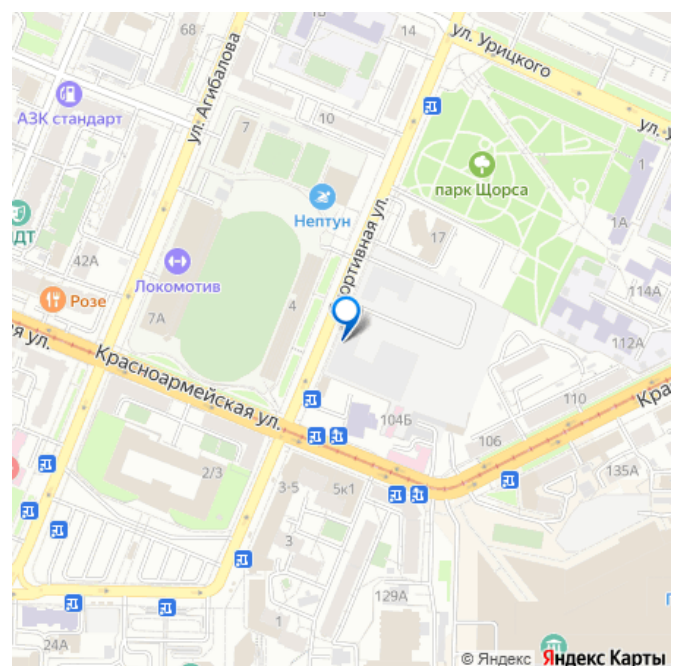 68
14
ул. Урицкого
АЗК стандарт
ул. Агибалова
7
10
ул. У
1
парк Щорса
Нептун
1А
ДТ
42А
17
ортивная ул.
Локомотив
114А
Розе
4
7А
112А
ая ул.
Красноармейская ул.
110
Кра
104Б
106
2/3
135А
3-5
5к1
3
129А
1
П
24А
© Яндекс Яндекс Карты